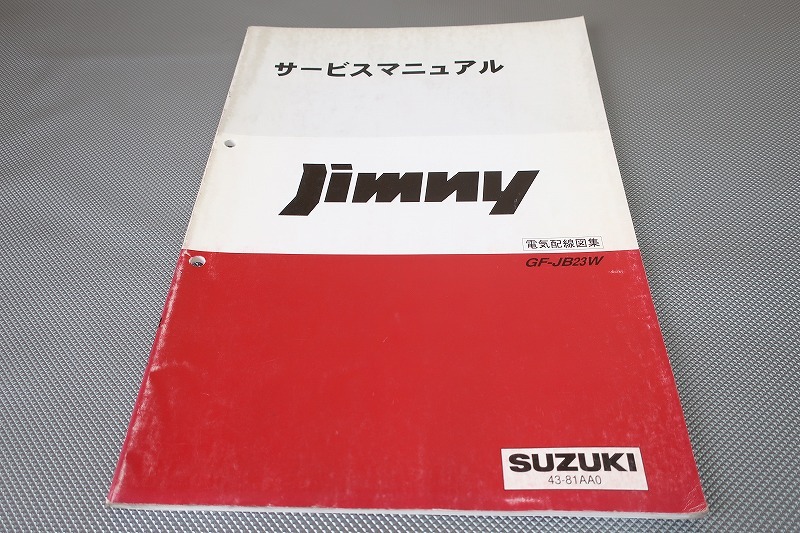 サービスマニュアル
Jimny
電気配線図集
GF-JB23W
SUZUKI
43-81AA0